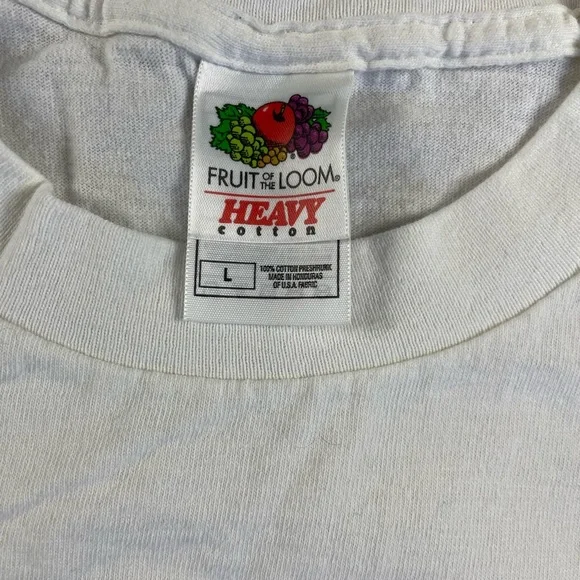 FRUIT OF THE LOOM®
HEAVY
cotton
L
100% COTTON PRESHRUNK
MADE IN HONDURAS
OF U.S.A. FABRIC